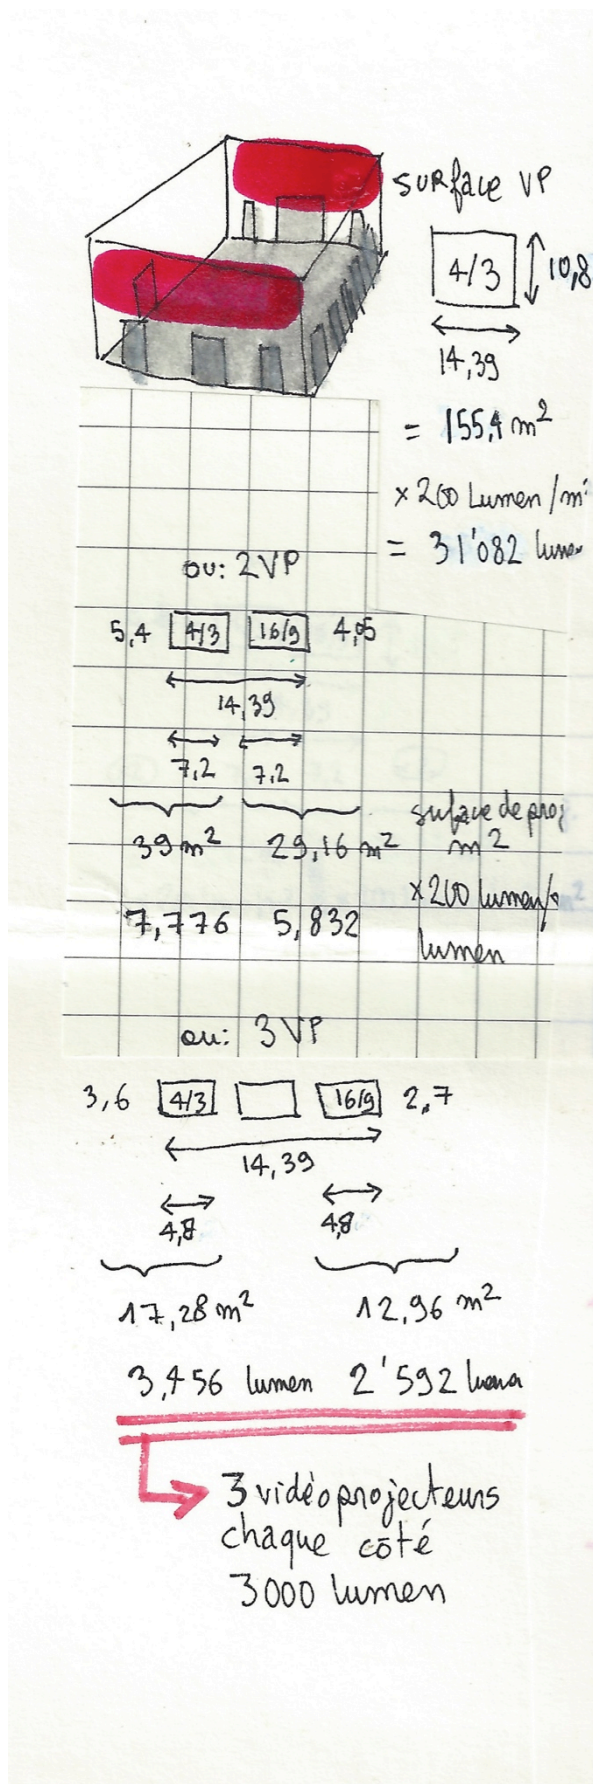 SURface VP
4/3 10,8
14,39
= 155,4 m²
× 200 Lumen/m²
= 31'082 lumen
ou: 2VP
5,4 4/3 16/9 4,05
14,39
7,2 7,2
39 m² 29,16 m² m²
surface de proj
× 200 lumen/
7,776 5,832
lumen
ou: 3 VP
3,6 4/3 16/9 2,7
14,39
4,8 4,8
17,28 m² 12,96 m²
3,456 lumen 2'592 lumen
3 vidéoprojecteurs
chaque côté
3000 lumen